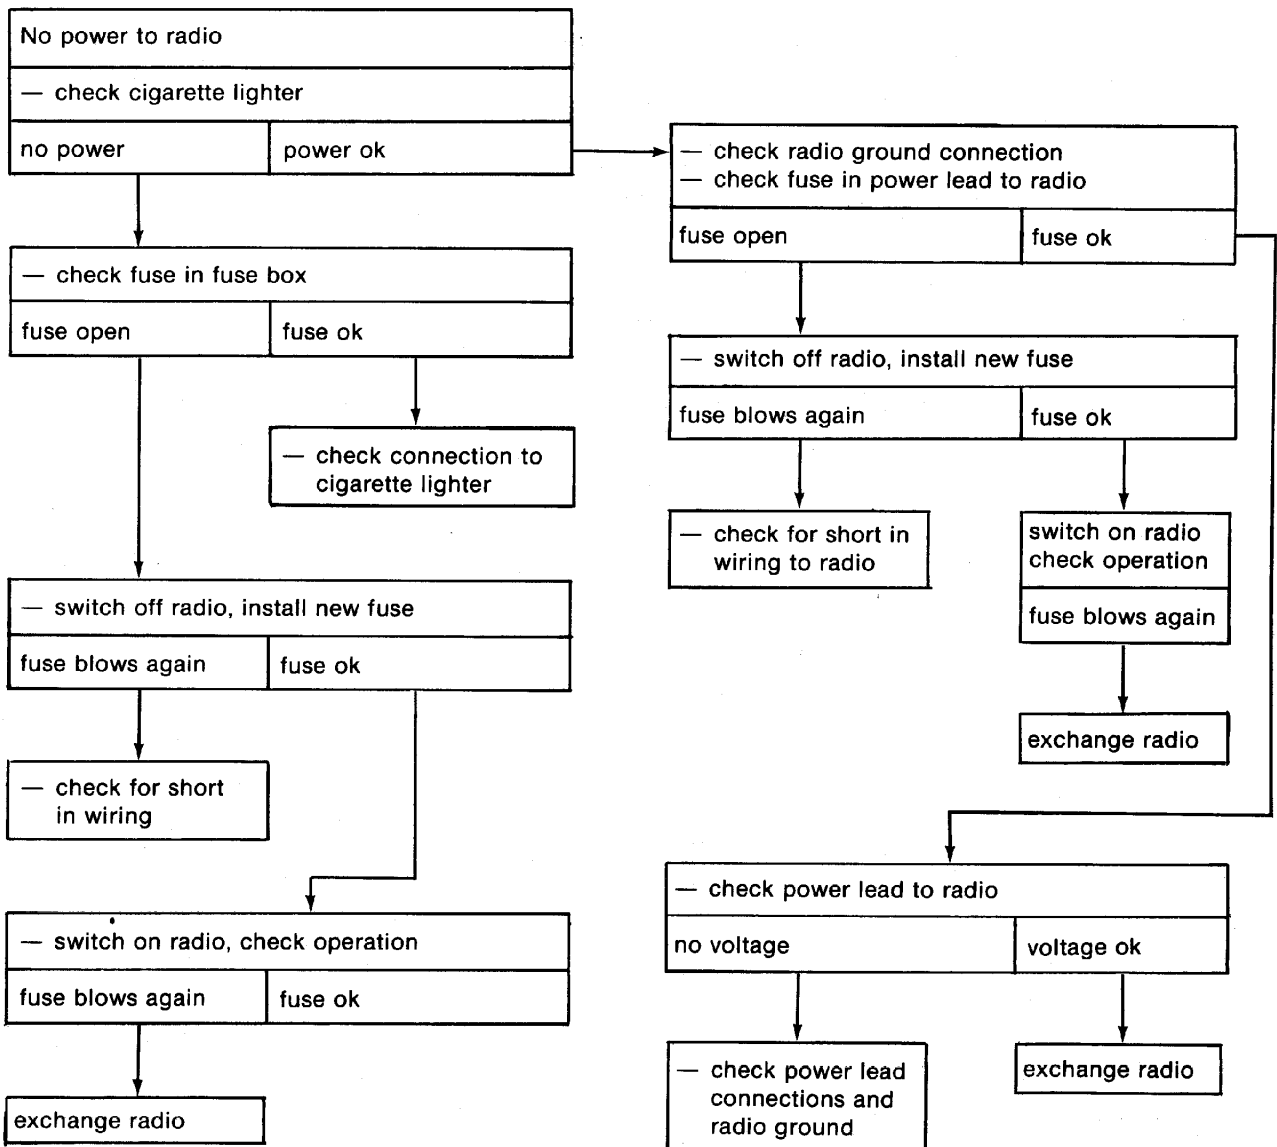 No power to radio
— check cigarette lighter
no power
power ok
— check fuse in fuse box
fuse open
fuse ok
— check connection to
cigarette lighter
— switch off radio, install new fuse
fuse blows again
fuse ok
— check for short
in wiring
— switch on radio, check operation
fuse blows again
fuse ok
exchange radio
— check radio ground connection
— check fuse in power lead to radio
fuse open
fuse ok
— switch off radio, install new fuse
fuse blows again
fuse ok
— check for short in
wiring to radio
switch on radio
check operation
fuse blows again
exchange radio
— check power lead to radio
no voltage
voltage ok
— check power lead
connections and
radio ground
exchange radio